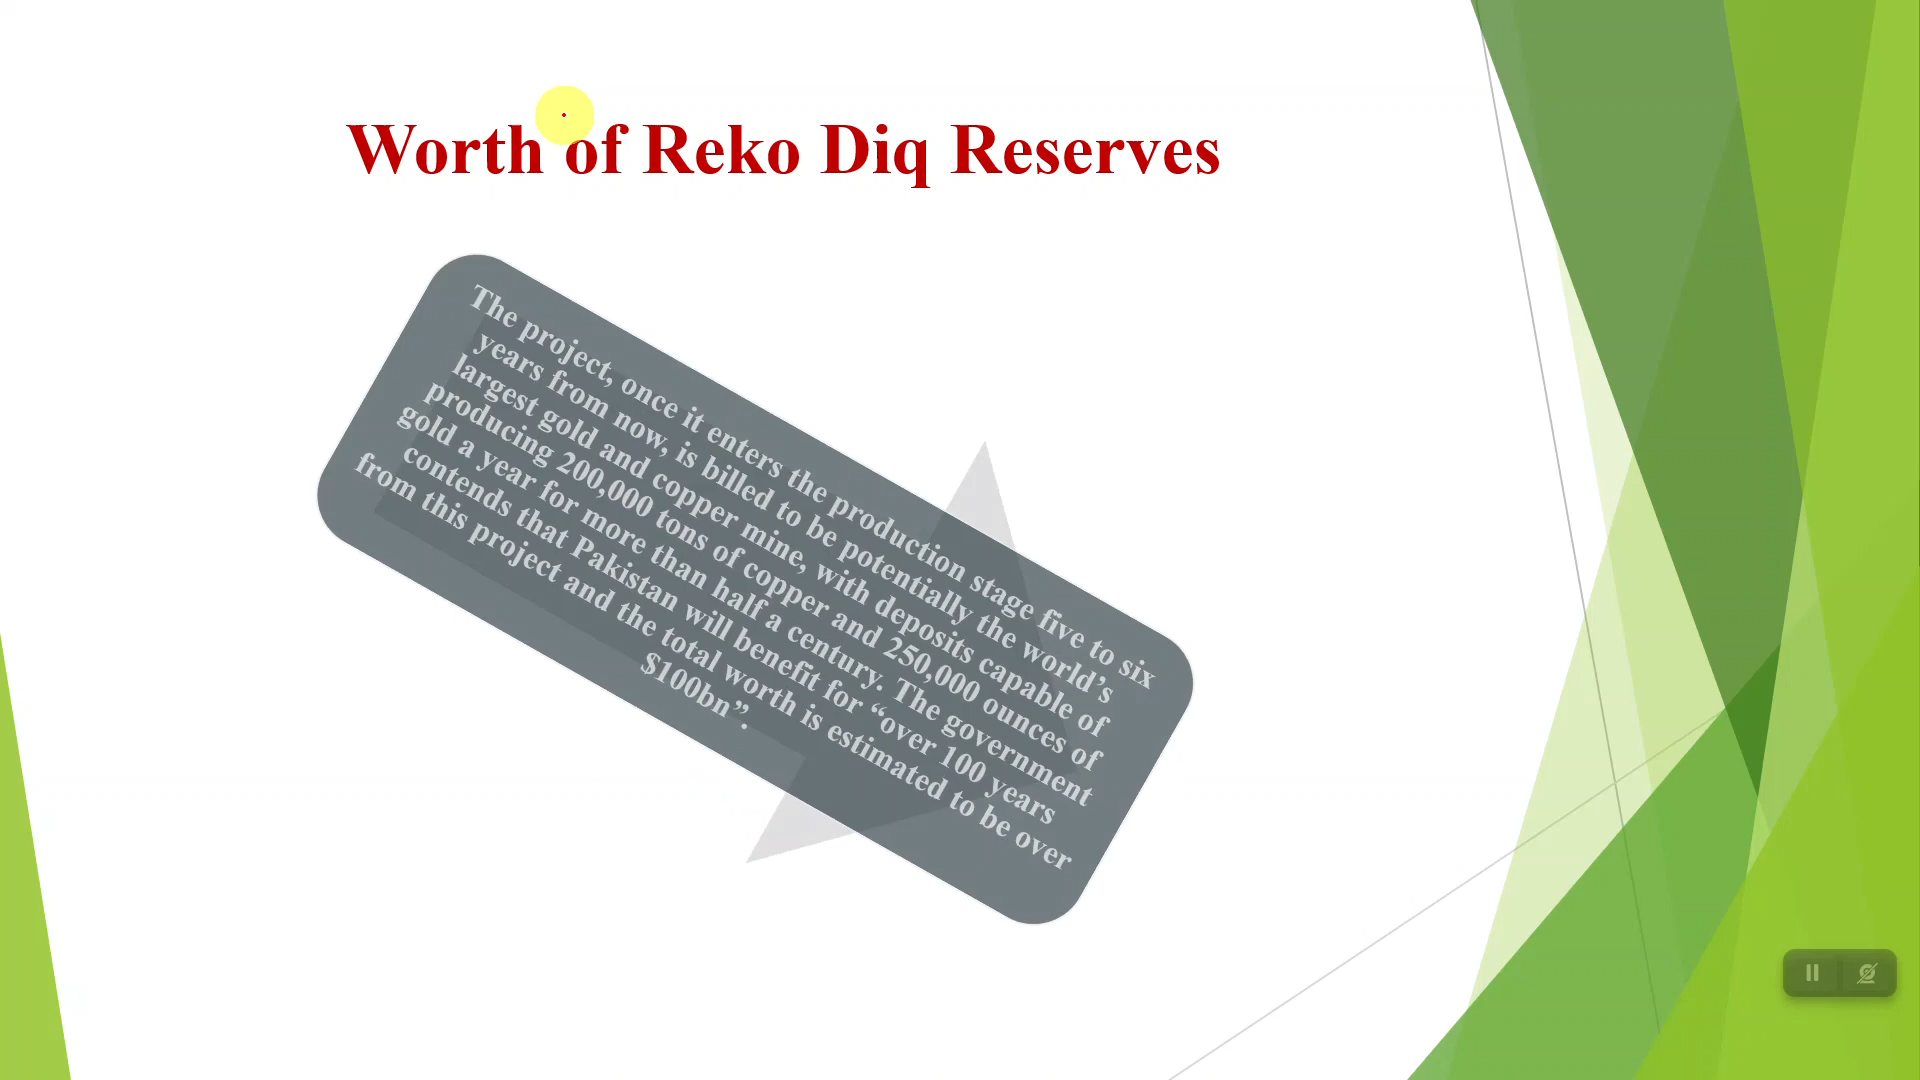 Worth of Reko Diq Reserves
The project, once it enters the production stage five to six
years from now, is billed to be potentially the world’s
largest gold and copper mine, with deposits capable of
producing 200,000 tons of copper and 250,000 ounces of
gold a year for more than half a century. The government
contends that Pakistan will benefit for “over 100 years
from this project and the total worth is estimated to be over
$100bn”.